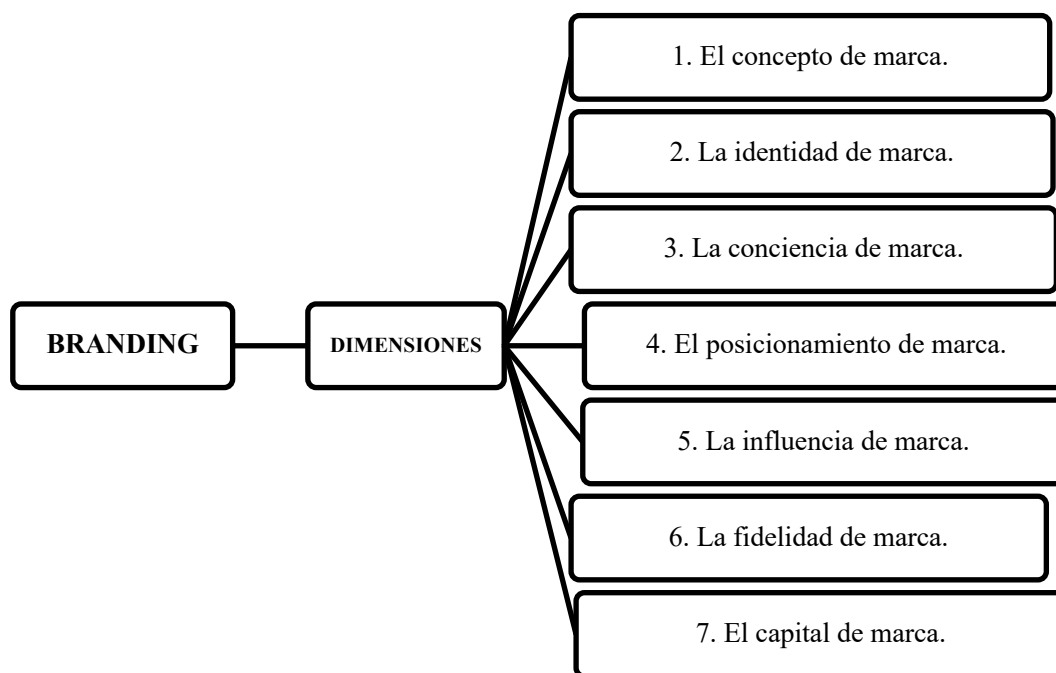 BRANDING
DIMENSIONES
1. El concepto de marca.
2. La identidad de marca.
3. La conciencia de marca.
4. El posicionamiento de marca.
5. La influencia de marca.
6. La fidelidad de marca.
7. El capital de marca.